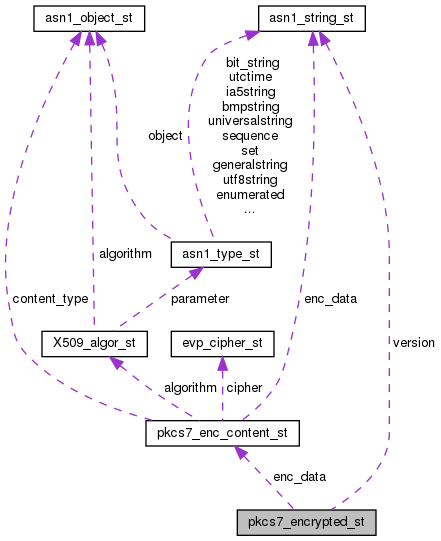 asn1_object_st
asn1_string_st
bit_string
utctime
ia5string
bmpstring
universalstring
sequence
set
generalstring
utf8string
enumerated
...
object
asn1_type_st
algorithm
content_type
parameter
enc_data
version
X509_algor_st
evp_cipher_st
algorithm
cipher
pkcs7_enc_content_st
enc_data
pkcs7_encrypted_st